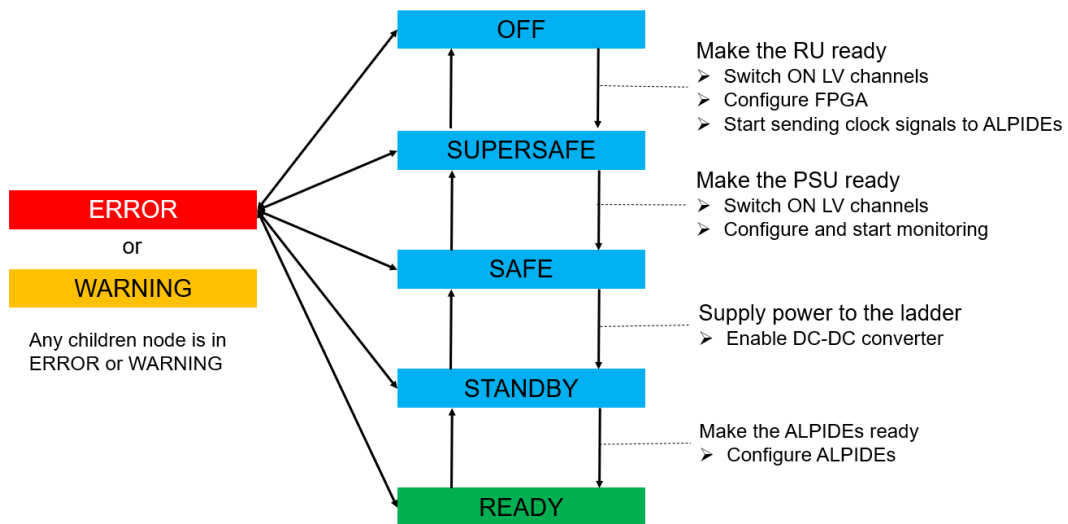 OFF
Make the RU ready
➢ Switch ON LV channels
➢ Configure FPGA
➢ Start sending clock signals to ALPIDEs
SUPERSAFE
Make the PSU ready
➢ Switch ON LV channels
➢ Configure and start monitoring
ERROR
or
WARNING
Any children node is in
ERROR or WARNING
SAFE
Supply power to the ladder
➢ Enable DC-DC converter
STANDBY
Make the ALPIDEs ready
➢ Configure ALPIDEs
READY